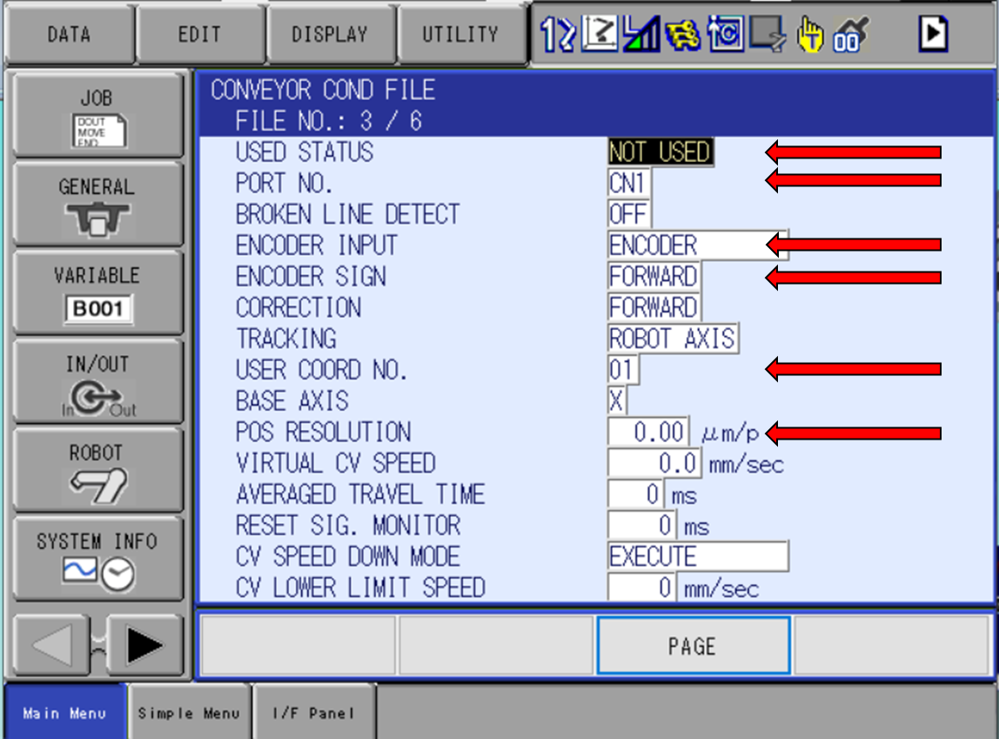 DATA EDIT DISPLAY UTILITY
JOB
DOUT
MOVE
END
GENERAL
VARIABLE
B001
IN/OUT
In Out
ROBOT
SYSTEM INFO
CONVEYOR COND FILE
FILE NO.: 3 / 6
USED STATUS NOT USED
PORT NO. CN1
BROKEN LINE DETECT OFF
ENCODER INPUT ENCODER
ENCODER SIGN FORWARD
CORRECTION FORWARD
TRACKING ROBOT AXIS
USER COORD NO. 01
BASE AXIS X
POS RESOLUTION 0.00 μm/p
VIRTUAL CV SPEED 0.0 mm/sec
AVERAGED TRAVEL TIME 0 ms
RESET SIG. MONITOR 0 ms
CV SPEED DOWN MODE EXECUTE
CV LOWER LIMIT SPEED 0 mm/sec
PAGE
Main Menu Simple Menu I/F Panel